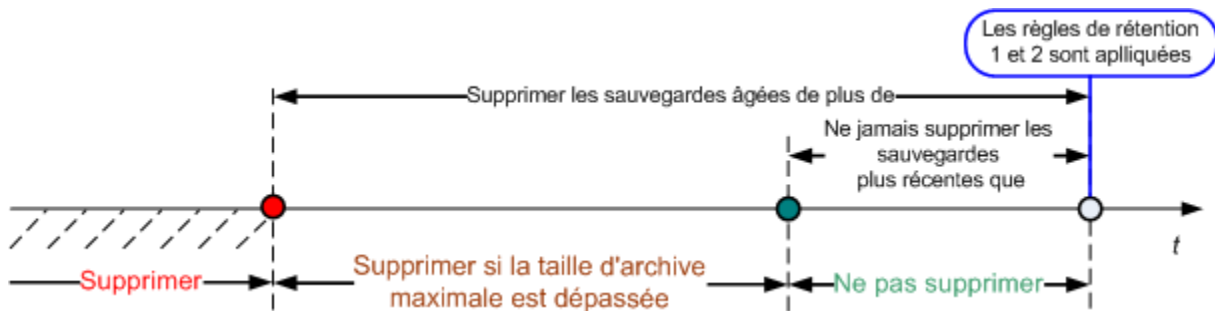 Les règles de rétention
1 et 2 sont aplliquées
Supprimer les sauvegardes âgées de plus de
Ne jamais supprimer les
sauvegardes
plus récentes que
t
Supprimer
Supprimer si la taille d'archive
maximale est dépassée
Ne pas supprimer